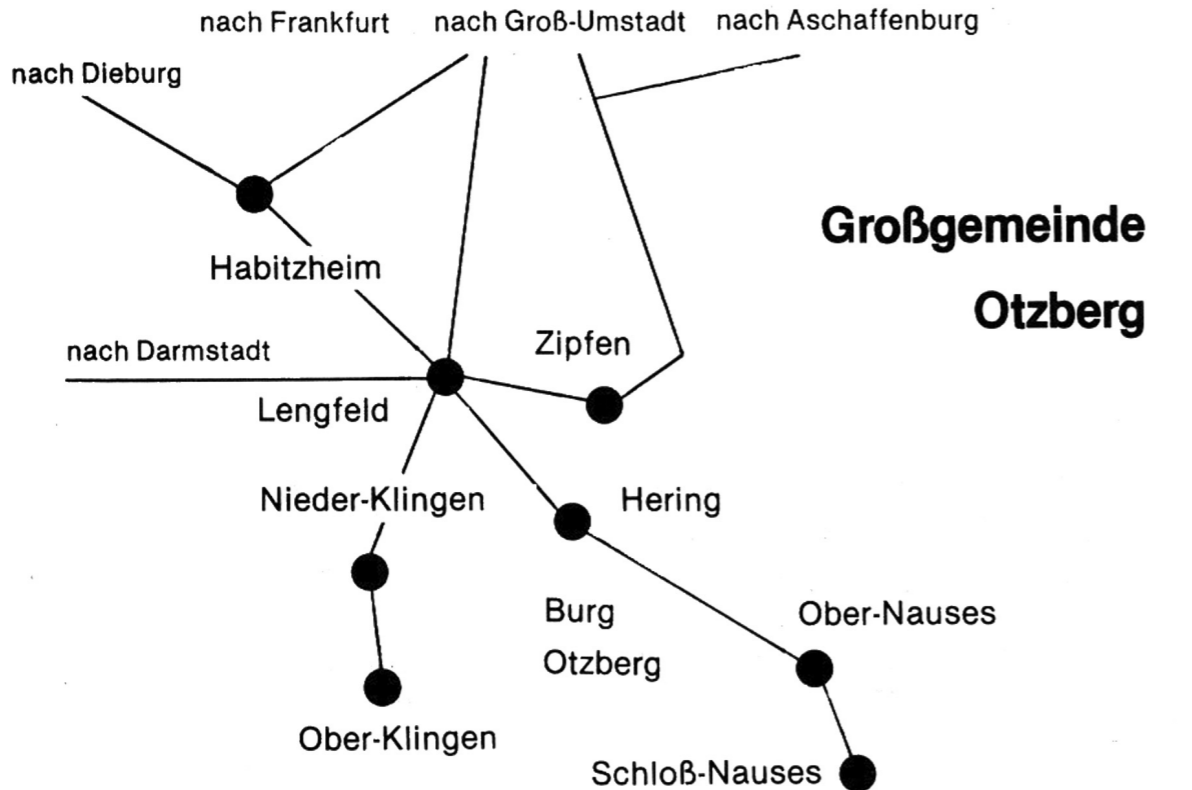 nach Frankfurt
nach Groß-Umstadt
nach Aschaffenburg
nach Dieburg
Großgemeinde
Otzberg
Habitzheim
Zipfen
nach Darmstadt
Lengfeld
Nieder-Klingen
Hering
Burg
Otzberg
Ober-Nauses
Ober-Klingen
Schloß-Nauses